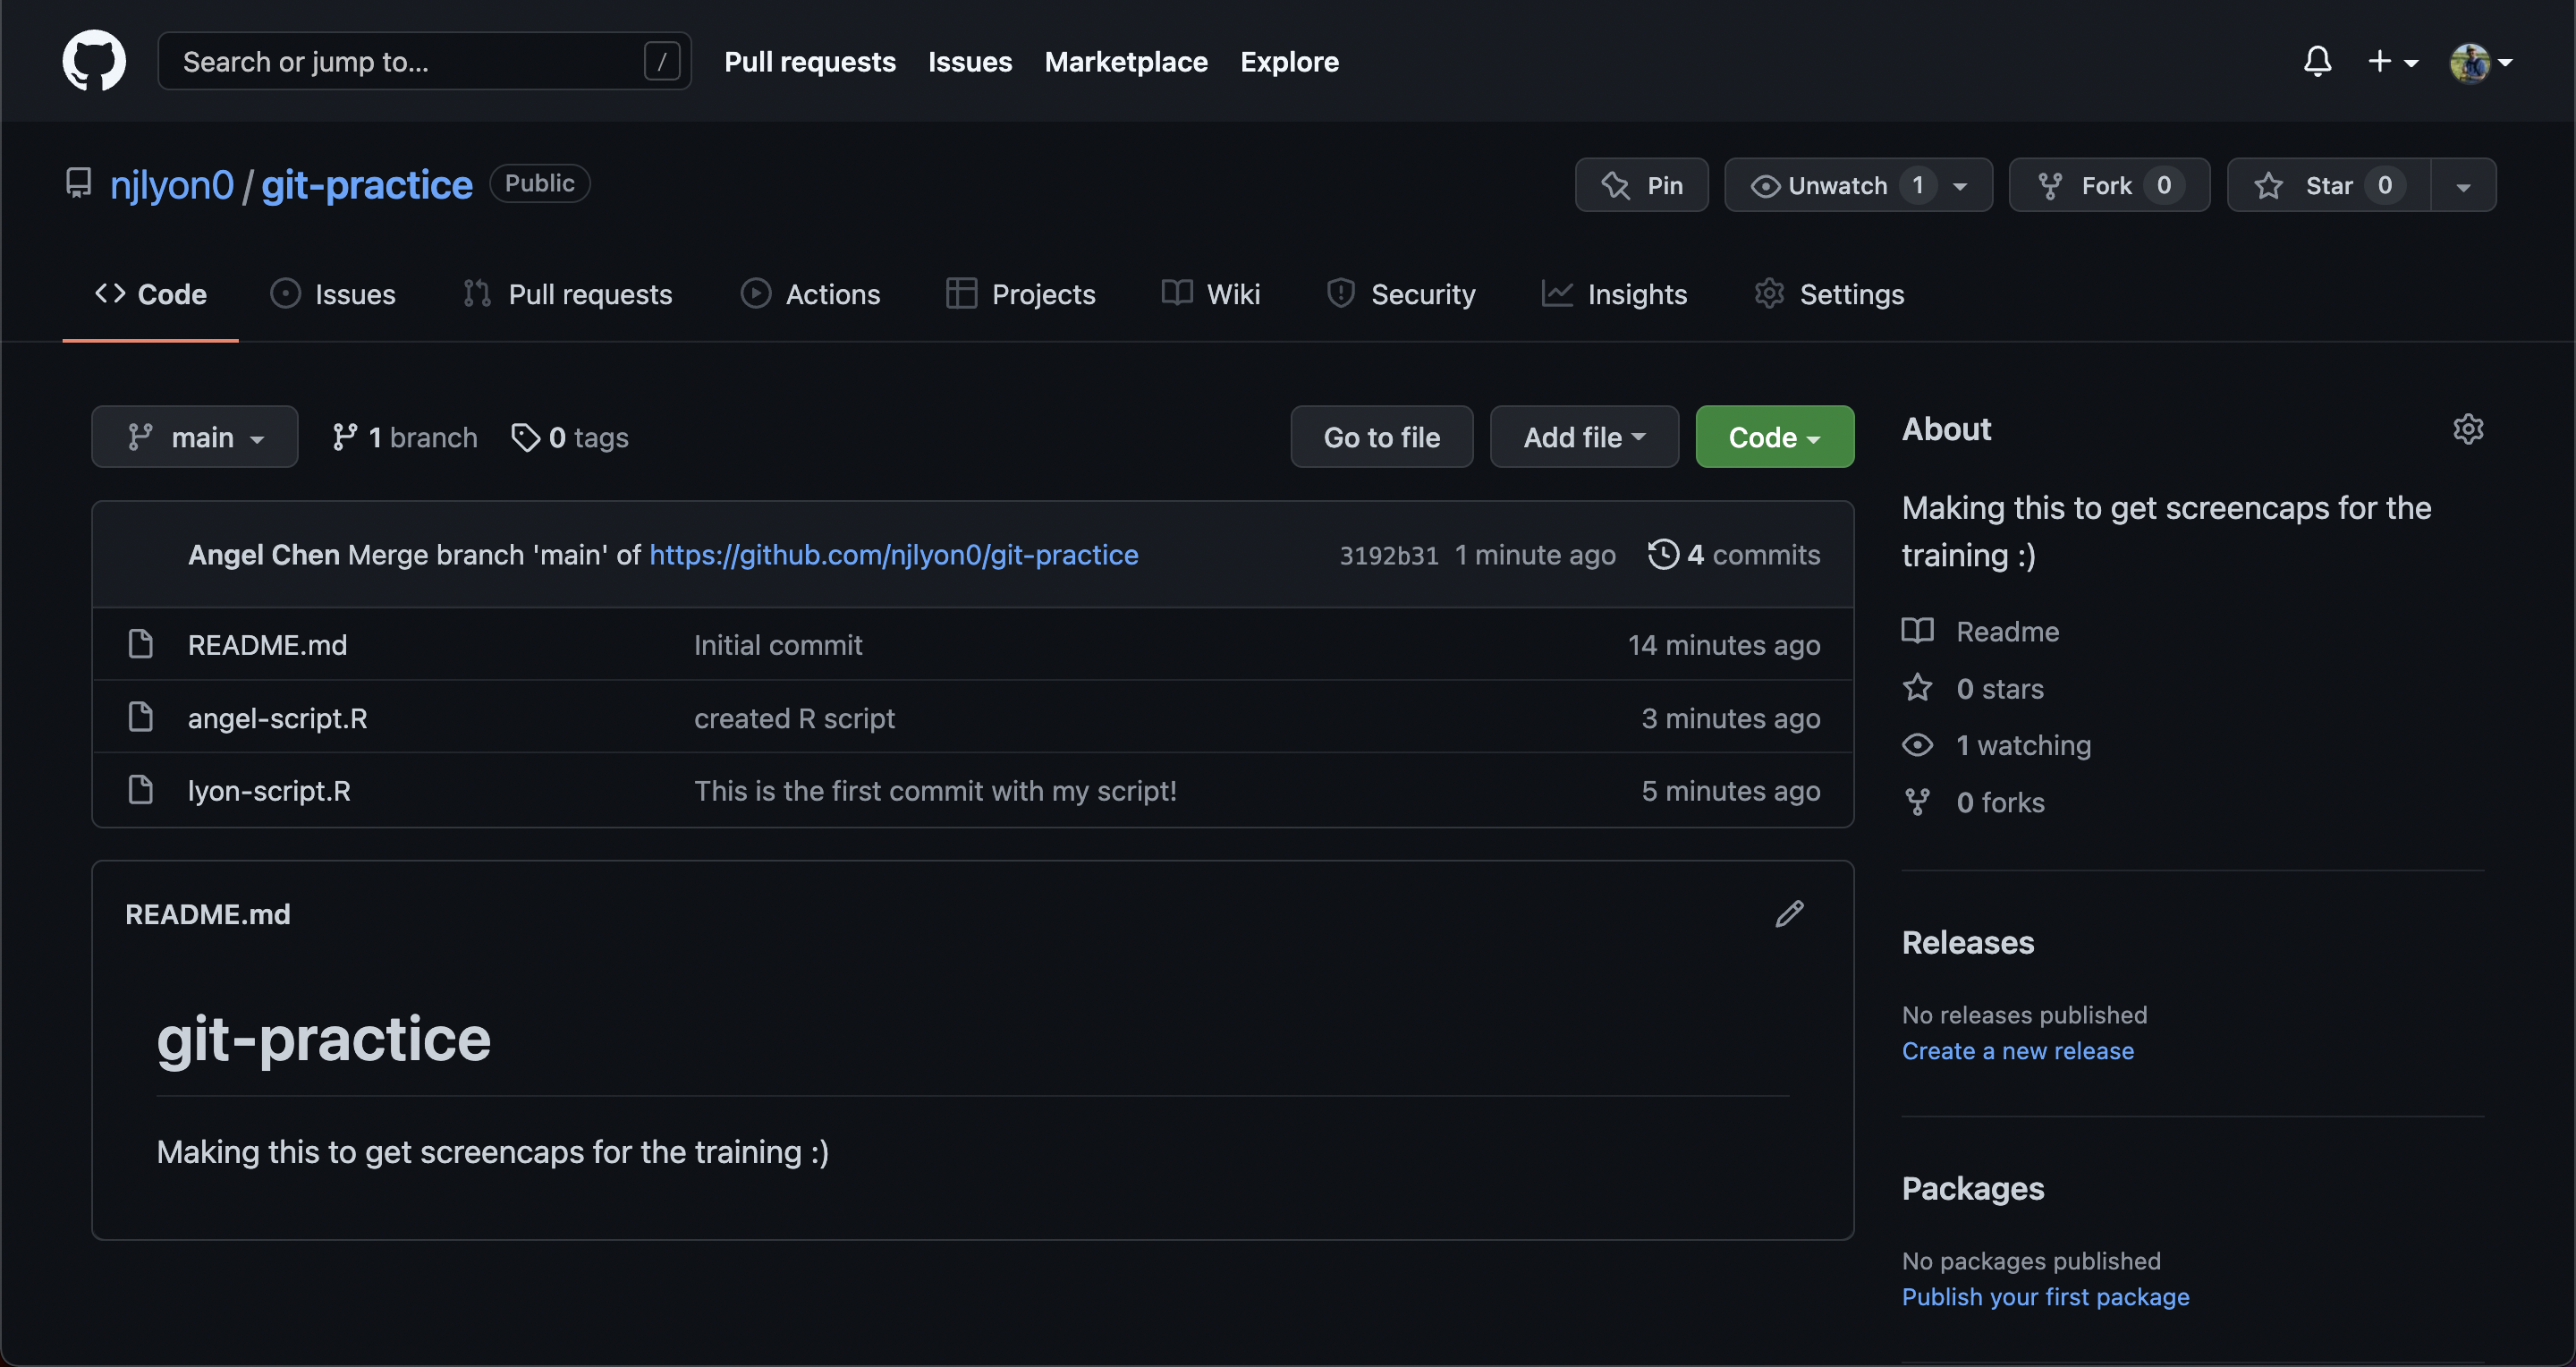 Search or jump to... /
Pull requests Issues Marketplace Explore
njlyon0 / git-practice Public
Pin Unwatch 1 Fork 0 Star 0
Code Issues Pull requests Actions Projects Wiki Security Insights Settings
main 1 branch 0 tags
Go to file Add file Code
Angel Chen Merge branch 'main' of https://github.com/njlyon0/git-practice 3192b31 1 minute ago 4 commits
README.md Initial commit 14 minutes ago
angel-script.R created R script 3 minutes ago
lyon-script.R This is the first commit with my script! 5 minutes ago
README.md
git-practice
Making this to get screencaps for the training :)
About
Making this to get screencaps for the
training :)
Readme
0 stars
1 watching
0 forks
Releases
No releases published
Create a new release
Packages
No packages published
Publish your first package